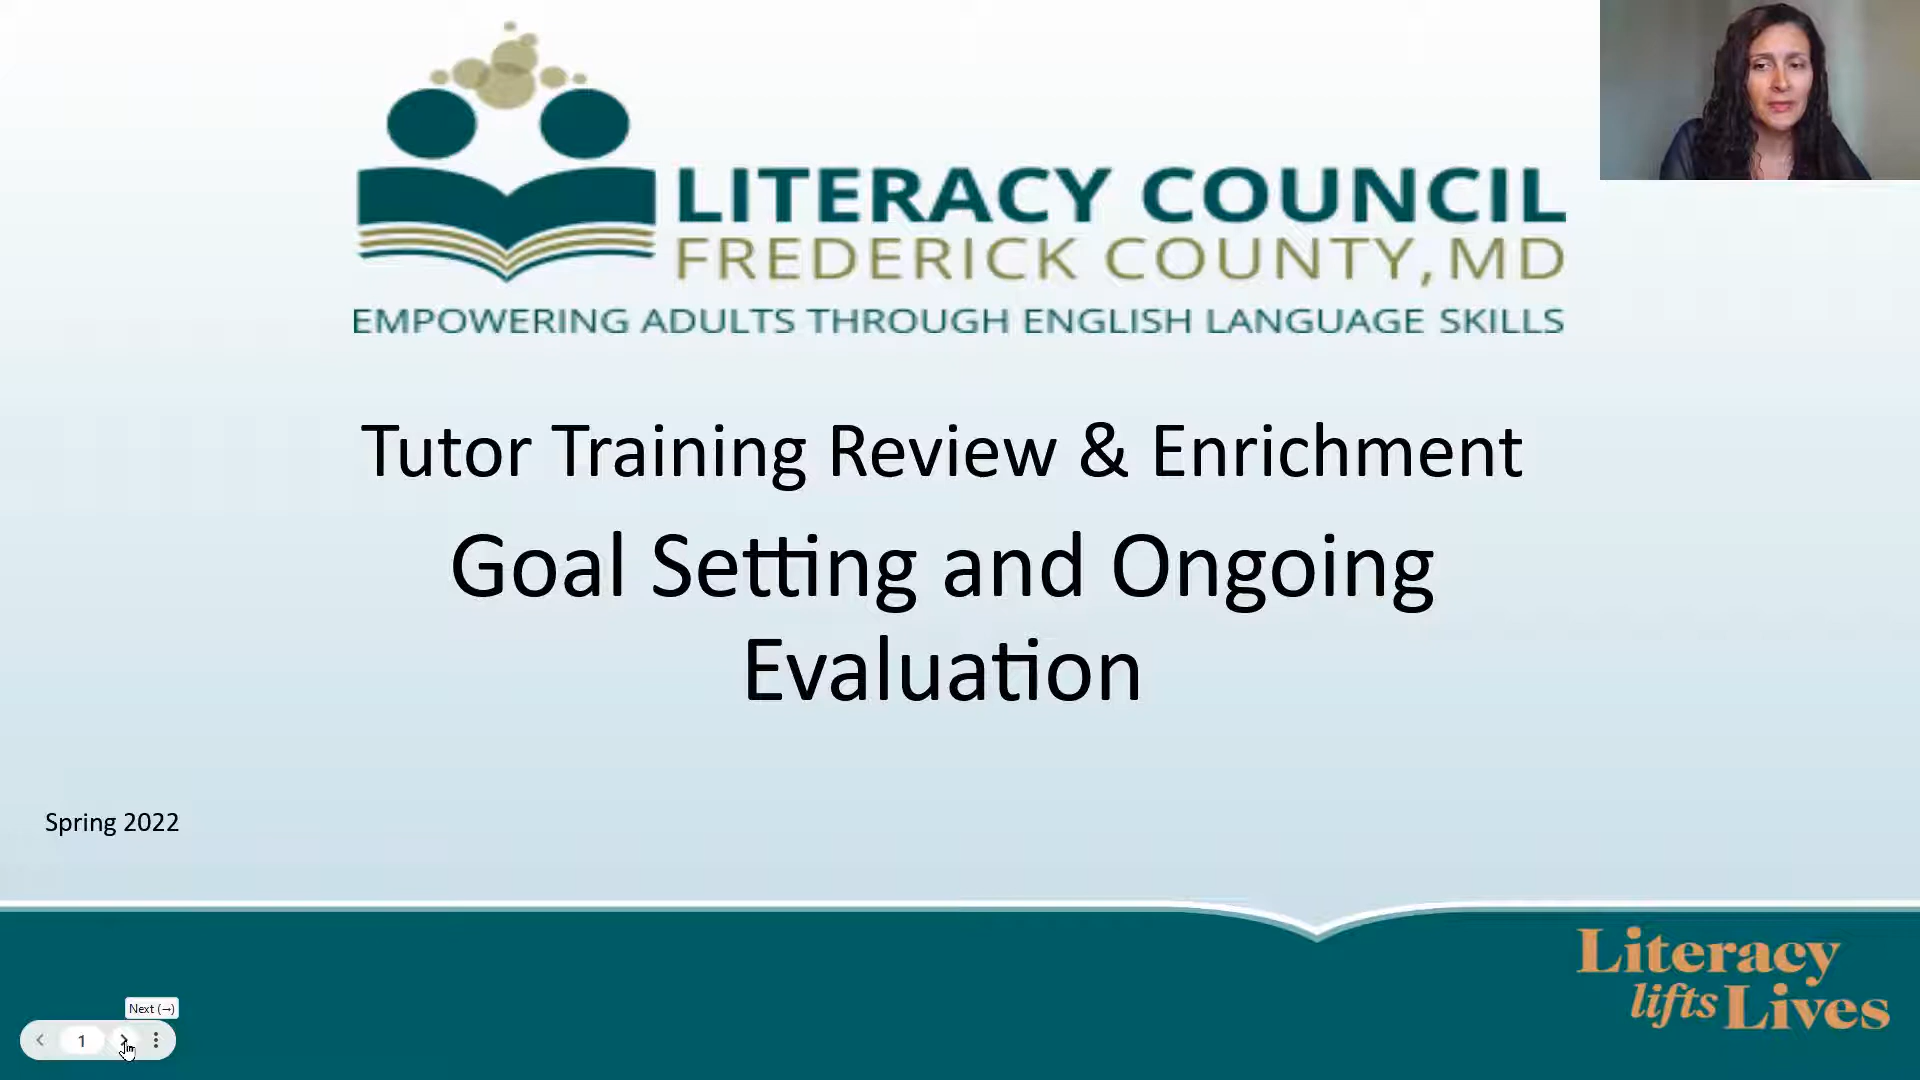 LITERACY COUNCIL
FREDERICK COUNTY, MD
EMPOWERING ADULTS THROUGH ENGLISH LANGUAGE SKILLS
Tutor Training Review & Enrichment
Goal Setting and Ongoing
Evaluation
Spring 2022
Literacy
lifts Lives
Next (→)
1